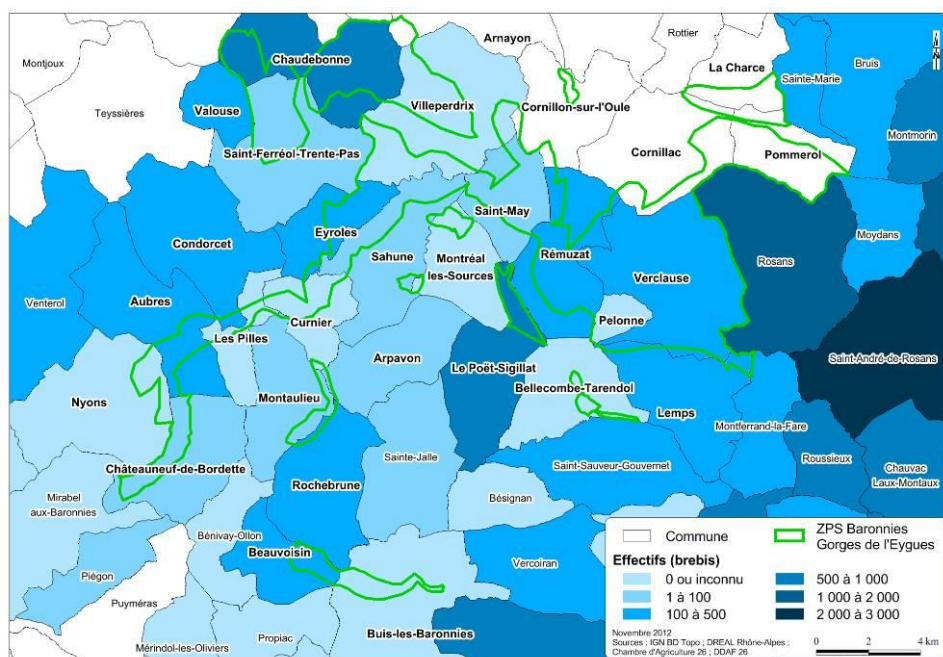 Montjoux
Chaudebonne
Arnayon
Rottier
La Charce
Sainte-Marie
Bruis
Teyssières
Valouse
Villeperdrix
Cornillon-sur-l'Oule
Montmorin
Saint-Ferréol-Trente-Pas
Cornillac
Pommerol
Condorcet
Eyroles
Saint-May
Sahune
Montréal
les-Sources
Rémuzat
Verclause
Rosans
Moydans
Venterol
Aubres
Curnier
Pelonne
Les Pilles
Arpavon
Le Poët-Sigillat
Saint-André-de-Rosans
Nyons
Montaulieu
Bellecombe-Tarendol
Lemps
Montferrand-la-Fare
Châteauneuf-de-Bordette
Sainte-Jalle
Saint-Sauveur-Gouvernet
Roussieux
Chauvac
Laux-Montaux
Mirabel
aux-Baronnies
Rochebrune
Bésignan
Bénivay-Ollon
Beauvoisin
Vercoiran
Piégon
Puyméras
Mérindol-les-Oliviers
Propiac
Buis-les-Baronnies
Commune
ZPS Baronnies
Gorges de l'Eygues
Effectifs (brebis)
0 ou inconnu
1 à 100
100 à 500
500 à 1 000
1 000 à 2 000
2 000 à 3 000
Novembre 2012
Sources : IGN BD Topo ; DREAL Rhône-Alpes ;
Chambre d'Agriculture 26 ; DDAF 26
0 2 4 km